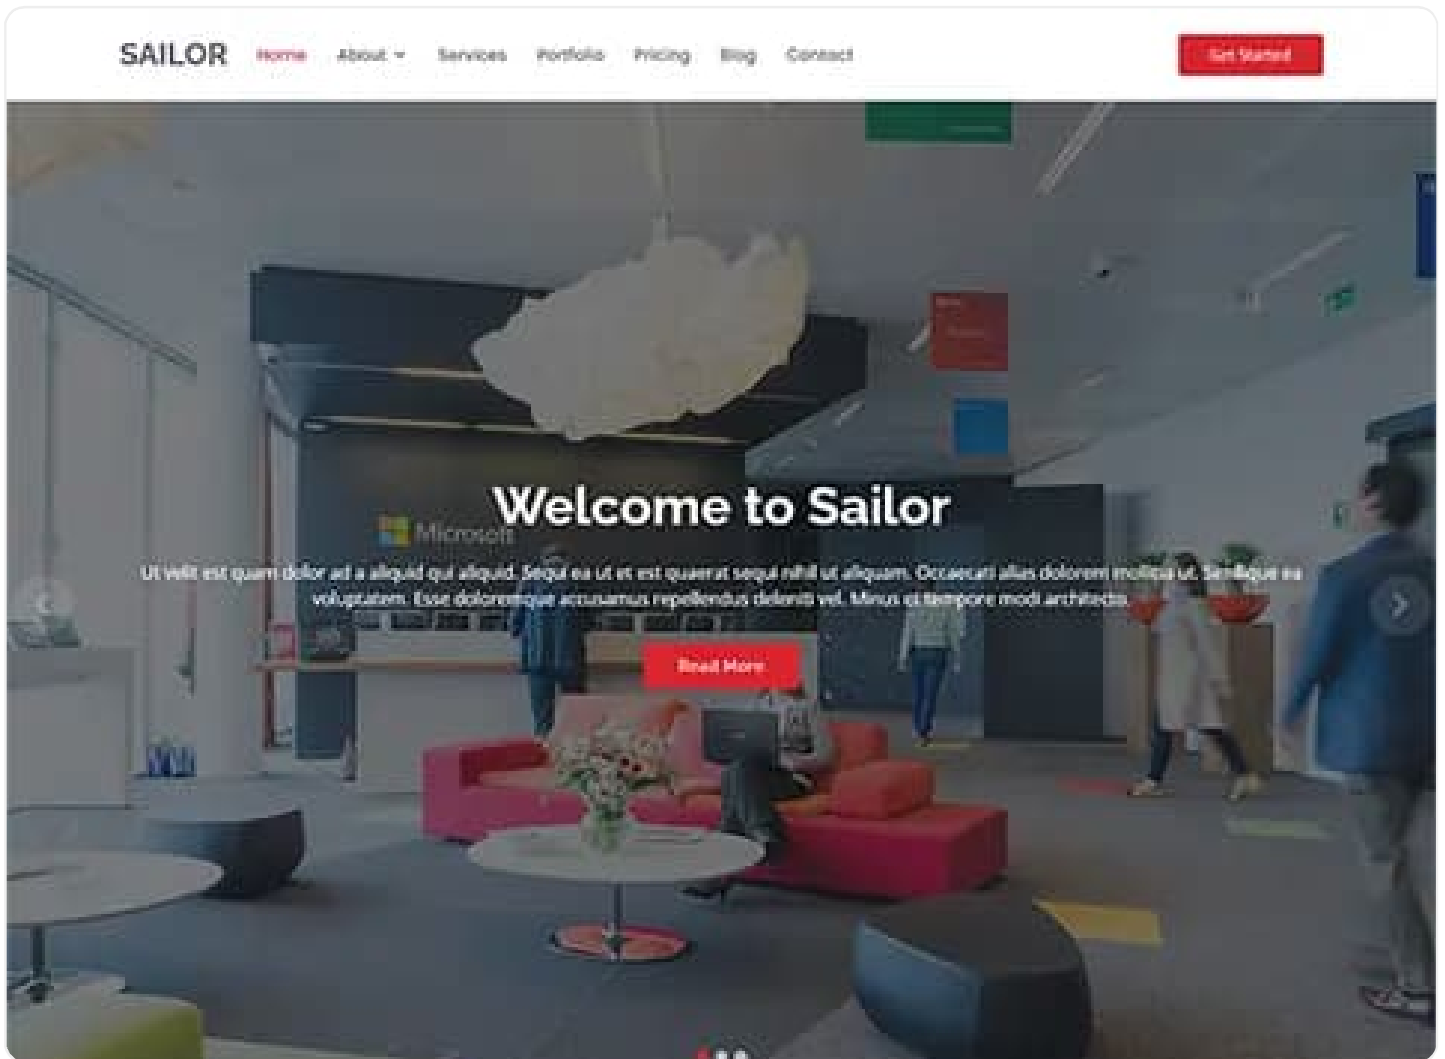 SAILOR
Home
About
Services
Portfolio
Pricing
Blog
Contact
Get Started
Microsoft
Welcome to Sailor
Ut velit est quam dolor ad a aliquid qui aliquid. Sequi ea ut et est quaerat sequi nihil ut aliquam. Occaecati alias dolorem mollitia ut. Similique ea
voluptatem. Esse doloremque accusamus repellendus deleniti vel. Minus et tempore modi architecto.
Read More